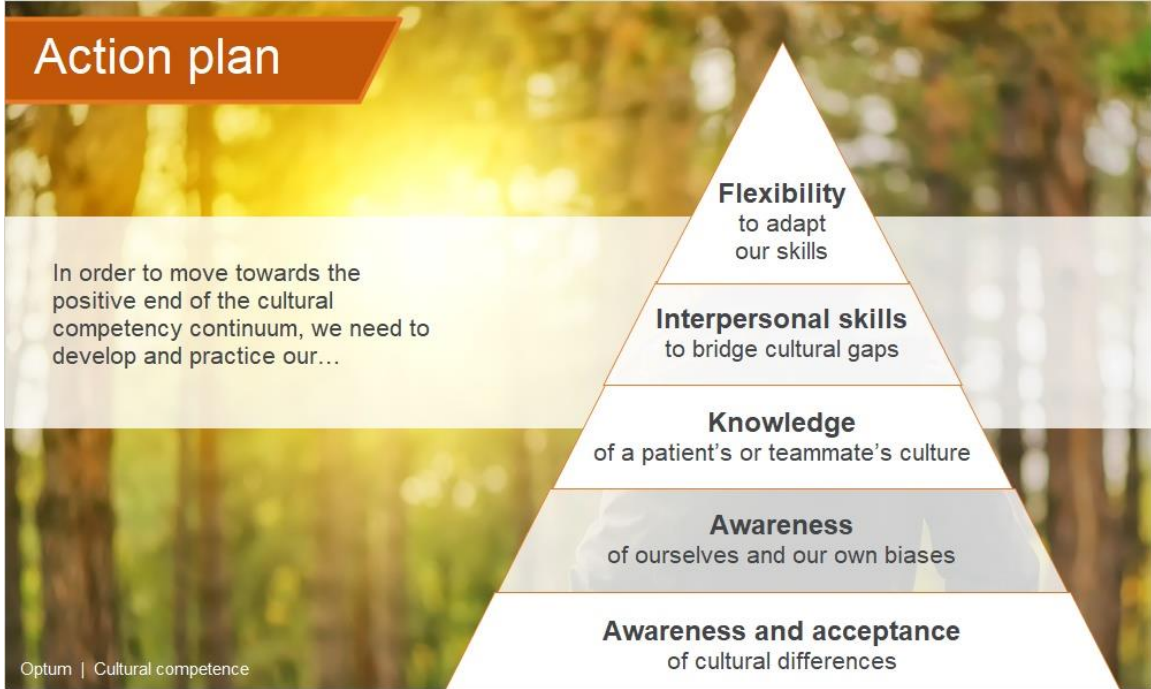 Action plan
In order to move towards the
positive end of the cultural
competency continuum, we need to
develop and practice our…
Flexibility
to adapt
our skills
Interpersonal skills
to bridge cultural gaps
Knowledge
of a patient's or teammate's culture
Awareness
of ourselves and our own biases
Awareness and acceptance
of cultural differences
Optum | Cultural competence